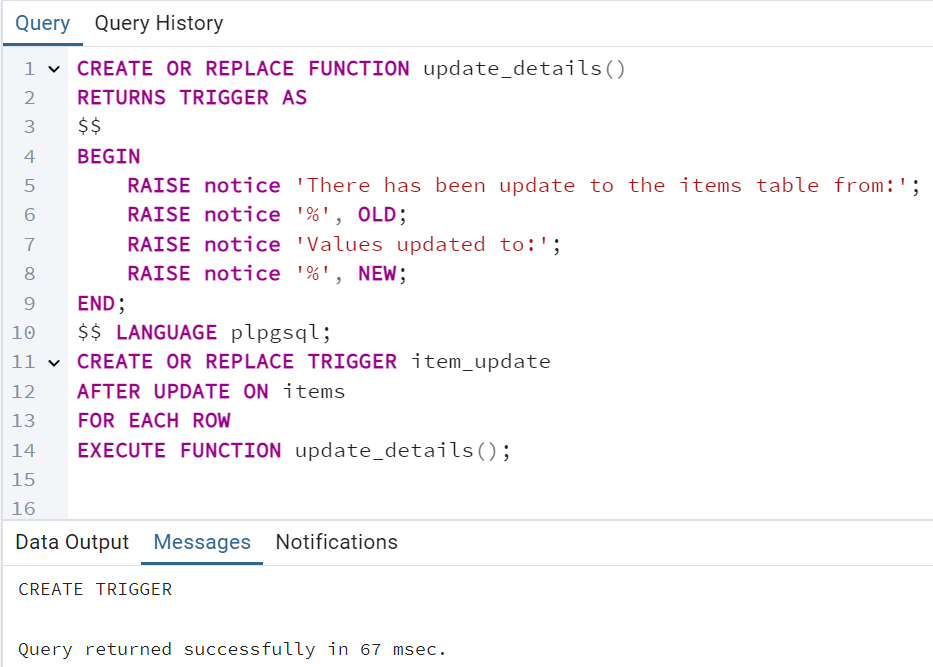 Query Query History
1 CREATE OR REPLACE FUNCTION update_details()
2 RETURNS TRIGGER AS
3 $$
4 BEGIN
5 RAISE notice 'There has been update to the items table from:';
6 RAISE notice '%', OLD;
7 RAISE notice 'Values updated to:';
8 RAISE notice '%', NEW;
9 END;
10 $$ LANGUAGE plpgsql;
11 CREATE OR REPLACE TRIGGER item_update
12 AFTER UPDATE ON items
13 FOR EACH ROW
14 EXECUTE FUNCTION update_details();
15
16
Data Output Messages Notifications
CREATE TRIGGER
Query returned successfully in 67 msec.